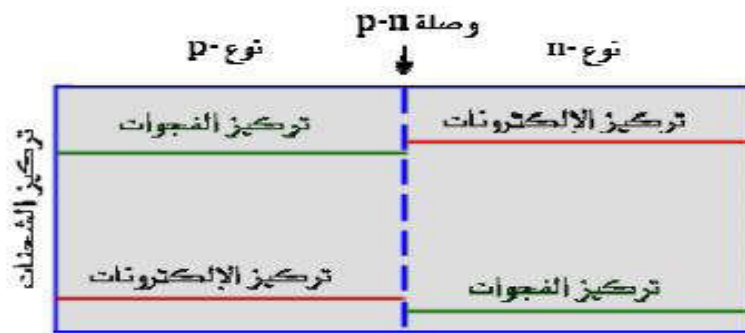 وصلة p-n
نوع -p
نوع -n
تركيز الفجوات
تركيز الإلكترونات
تركيز الشحنات
تركيز الإلكترونات
تركيز الفجوات